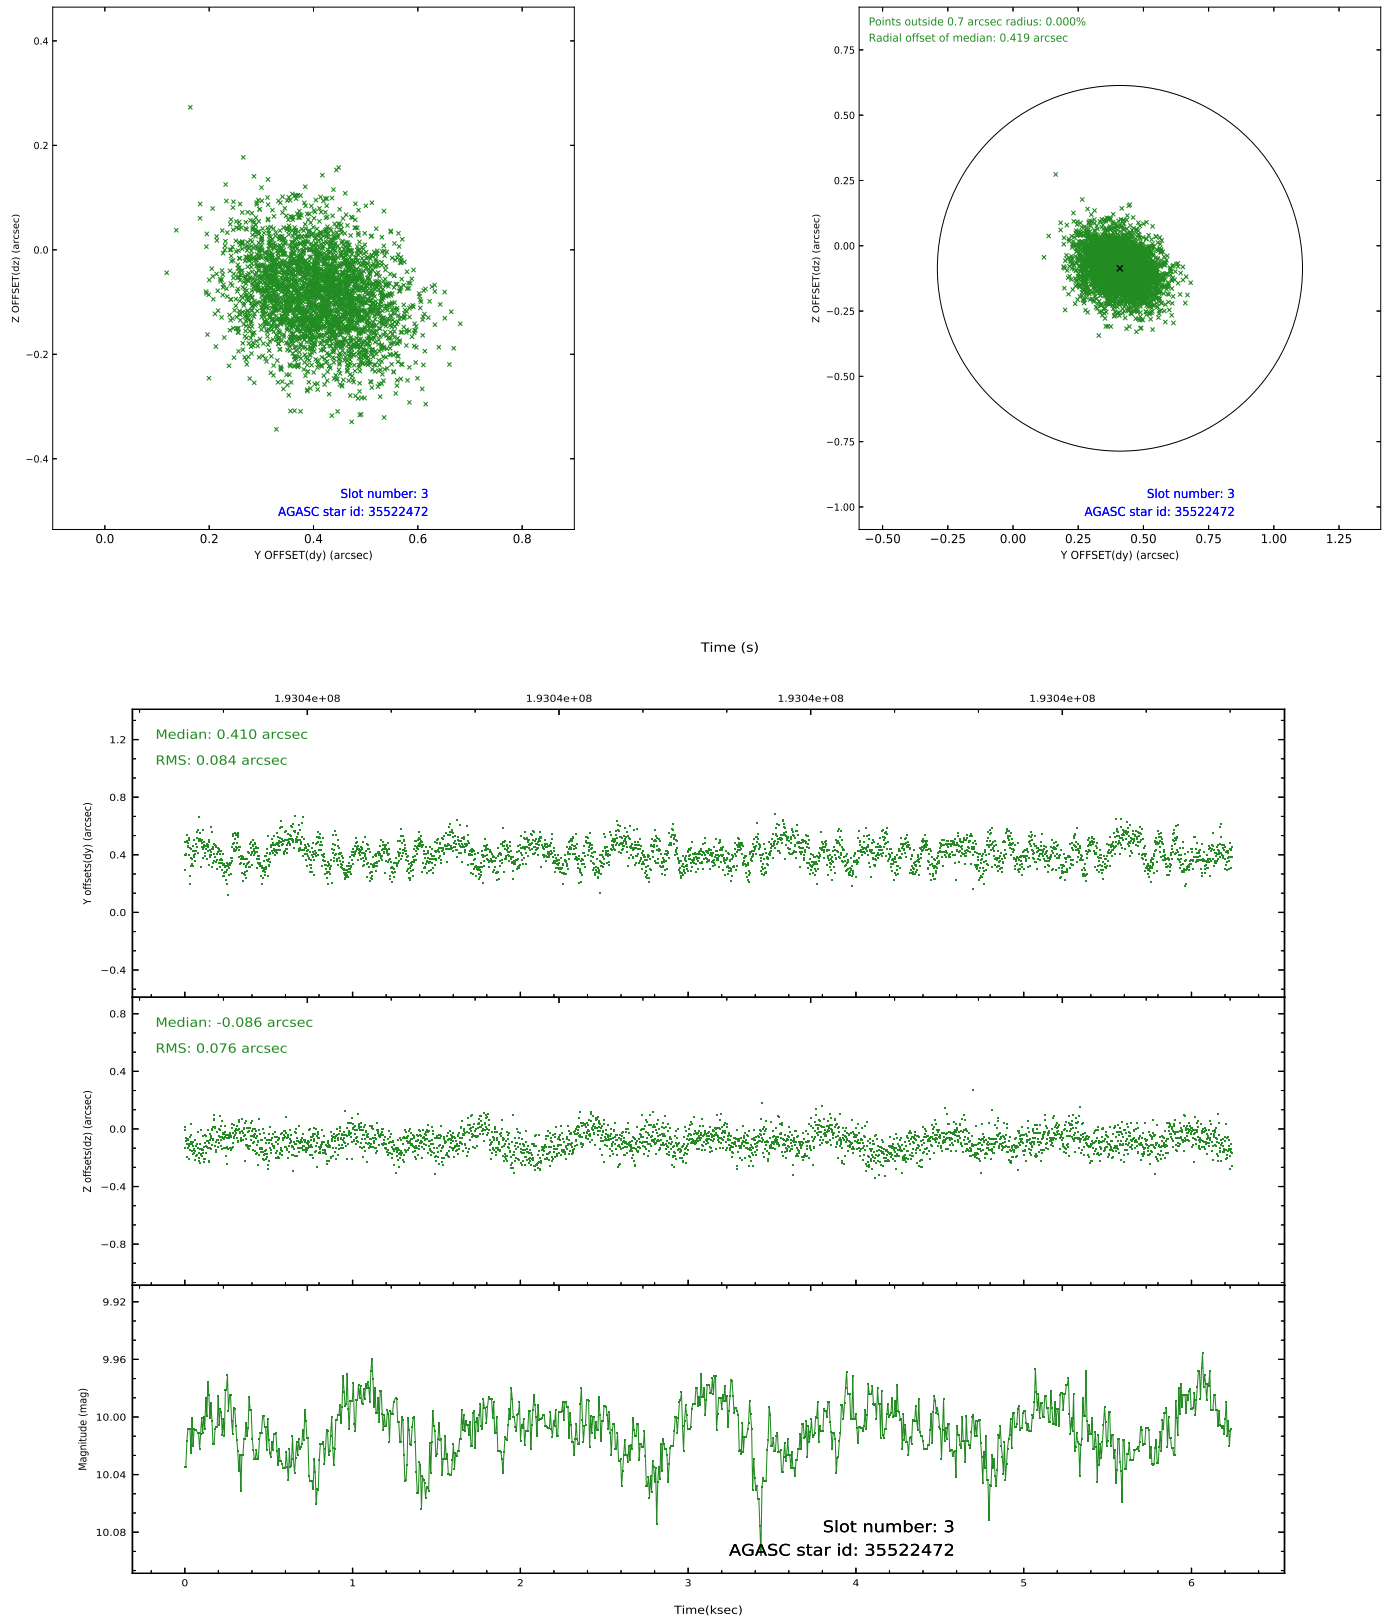 Points outside 0.7 arcsec radius: 0.000%
Radial offset of median: 0.419 arcsec
0.4
0.2
0.0
−0.2
−0.4
Z OFFSET(dz) (arcsec)
0.0 0.2 0.4 0.6 0.8
Y OFFSET(dy) (arcsec)
Slot number: 3
AGASC star id: 35522472
0.75
0.50
0.25
0.00
−0.25
−0.50
−0.75
−1.00
Z OFFSET(dz) (arcsec)
−0.50 −0.25 0.00 0.25 0.50 0.75 1.00 1.25
Y OFFSET(dy) (arcsec)
Slot number: 3
AGASC star id: 35522472
Time (s)
1.9304e+08 1.9304e+08 1.9304e+08 1.9304e+08
Median: 0.410 arcsec
RMS: 0.084 arcsec
1.2
0.8
0.4
0.0
−0.4
Y offsets(dy) (arcsec)
Median: -0.086 arcsec
RMS: 0.076 arcsec
0.8
0.4
0.0
−0.4
−0.8
Z offsets(dz) (arcsec)
9.92
9.96
10.00
10.04
10.08
Magnitude (mag)
Slot number: 3
AGASC star id: 35522472
0 1 2 3 4 5 6
Time(ksec)